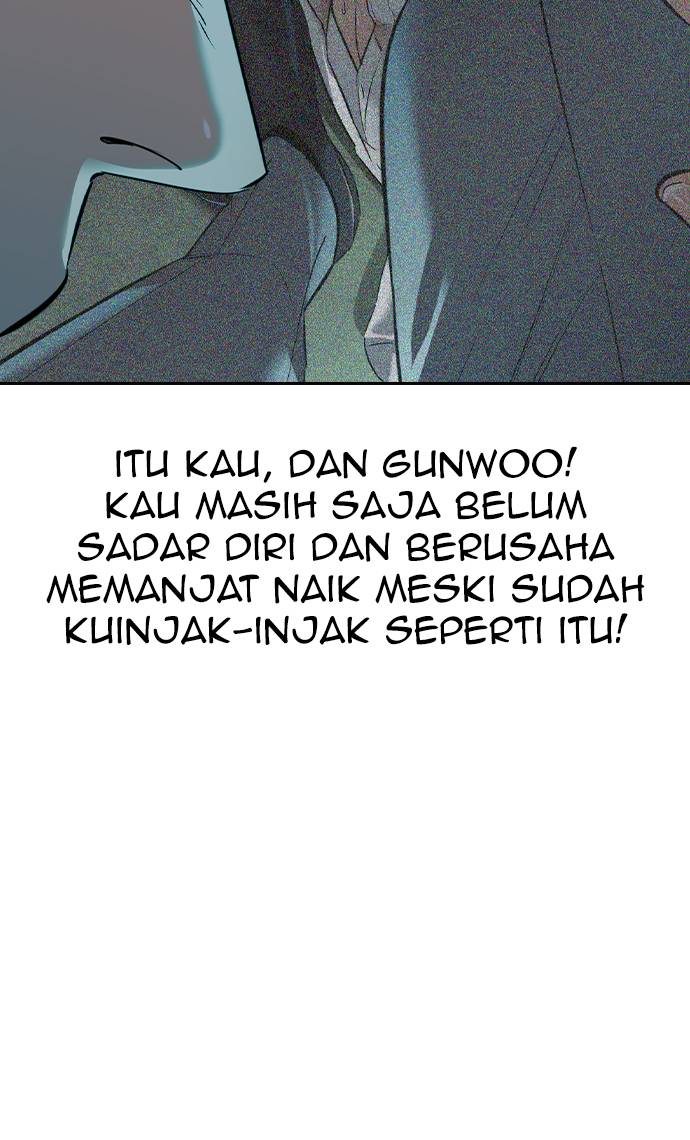 ITU KAU, DAN GUNWOO!
KAU MASIH SAJA BELUM
SADAR DIRI DAN BERUSAHA
MEMANJAT NAIK MESKI SUDAH
KUINJAK-INJAK SEPERTI ITU!